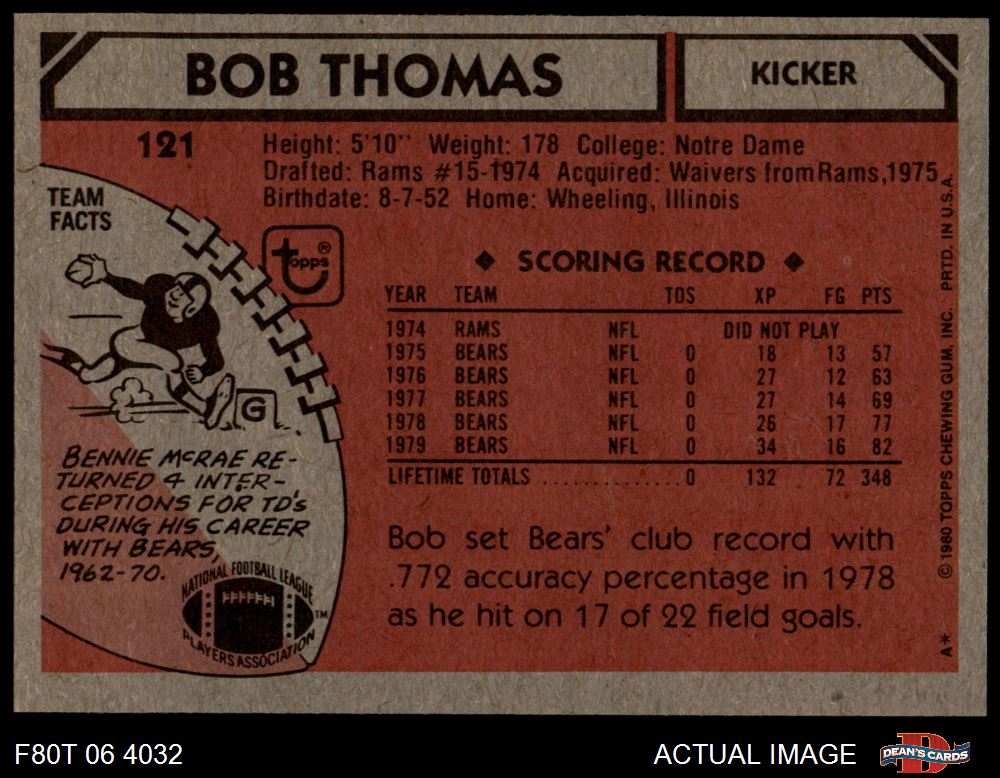 BOB THOMAS
KICKER
121
Height: 5'10" Weight: 178 College: Notre Dame
Drafted: Rams #15-1974 Acquired: Waivers from Rams, 1975
Birthdate: 8-7-52 Home: Wheeling, Illinois
TEAM
FACTS
topps®
◆ SCORING RECORD ◆
YEAR TEAM TDS XP FG PTS
1974 RAMS NFL DID NOT PLAY
1975 BEARS NFL 0 18 13 57
1976 BEARS NFL 0 27 12 63
1977 BEARS NFL 0 27 14 69
1978 BEARS NFL 0 26 17 77
1979 BEARS NFL 0 34 16 82
LIFETIME TOTALS ..............0 132 72 348
G
BENNIE McRAE RE-
TURNED 4 INTER-
CEPTIONS FOR TD'S
DURING HIS CAREER
WITH BEARS,
1962-70.
NATIONAL FOOTBALL LEAGUE
PLAYERS ASSOCIATION
TM
Bob set Bears' club record with
.772 accuracy percentage in 1978
as he hit on 17 of 22 field goals.
© 1980 TOPPS CHEWING GUM, INC. PRTD. IN U.S.A.
A*
F80T 06 4032
ACTUAL IMAGE
D
DEAN'S CARDS